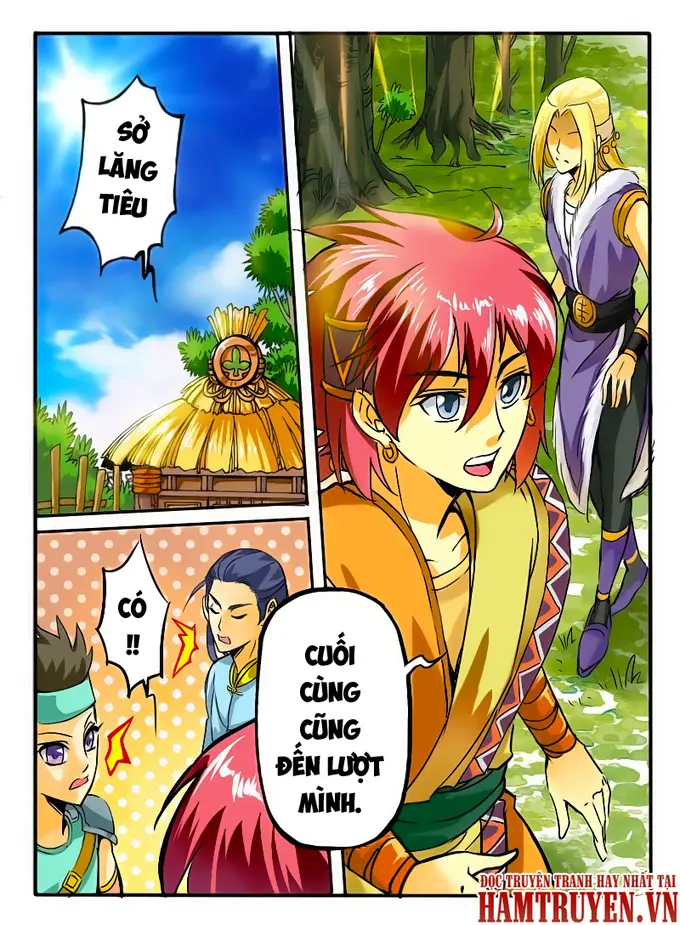 SỞ
LĂNG
TIÊU
CÓ
!!
CUỐI
CÙNG
CŨNG
ĐẾN LƯỢT
MÌNH.
ĐỌC TRUYỆN TRANH HAY NHẤT TẠI
HAMTRUYEN.VN